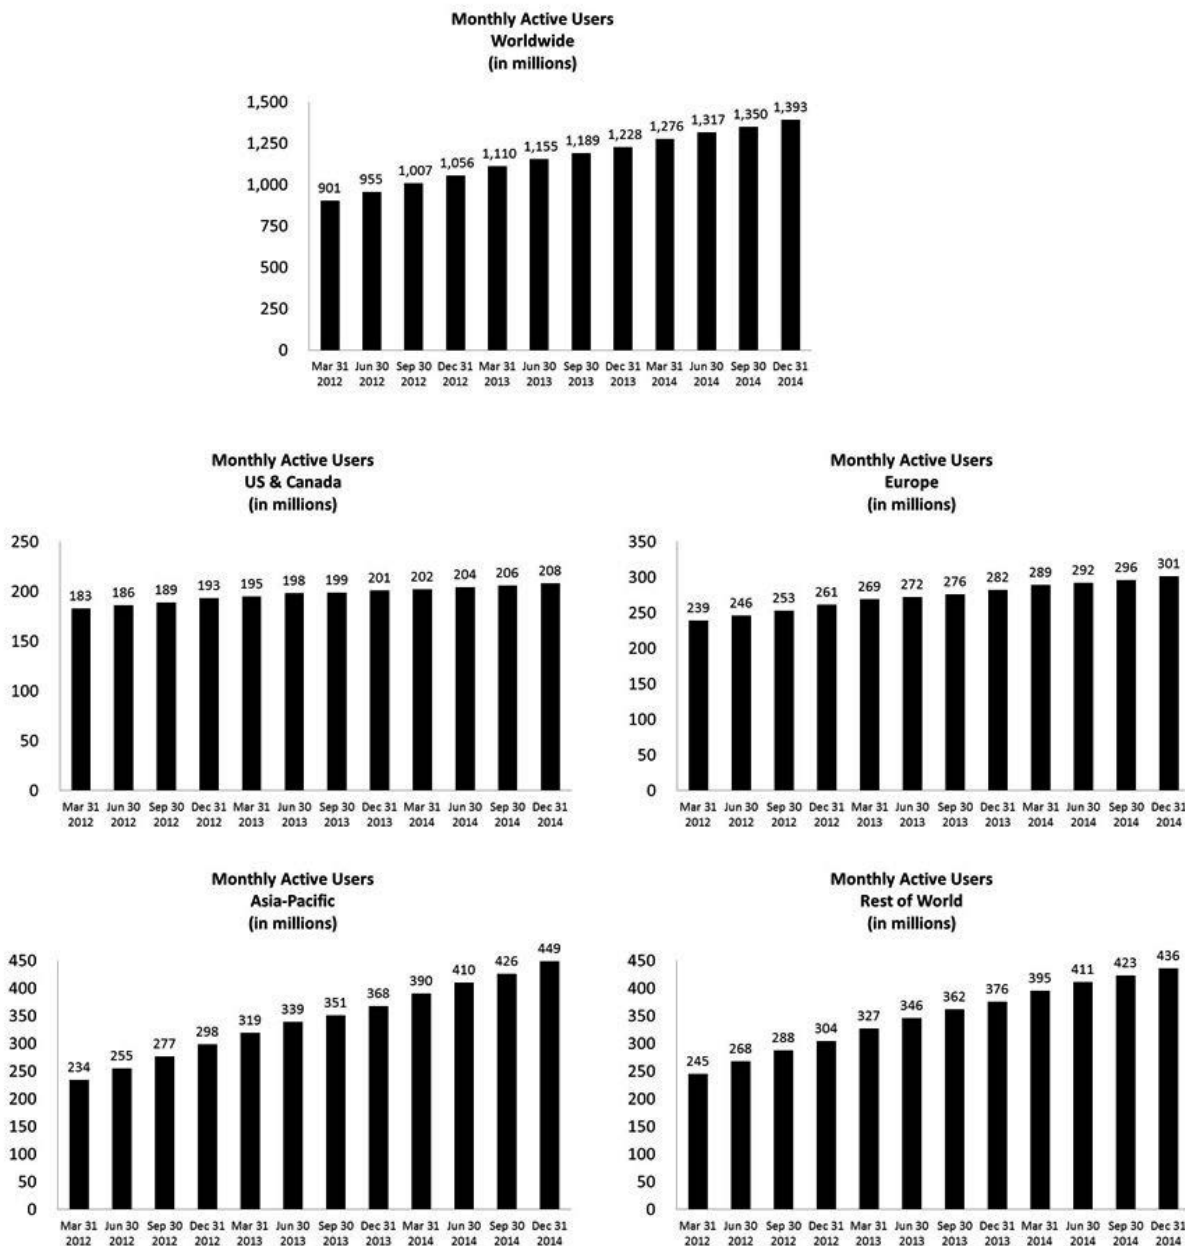 Monthly Active Users
Worldwide
(in millions)
1,500
1,250
1,000
750
500
250
0
901 955 1,007 1,056 1,110 1,155 1,189 1,228 1,276 1,317 1,350 1,393
Mar 31 Jun 30 Sep 30 Dec 31 Mar 31 Jun 30 Sep 30 Dec 31 Mar 31 Jun 30 Sep 30 Dec 31
2012 2012 2012 2012 2013 2013 2013 2013 2014 2014 2014 2014
Monthly Active Users
US & Canada
(in millions)
250
200
150
100
50
0
183 186 189 193 195 198 199 201 202 204 206 208
Mar 31 Jun 30 Sep 30 Dec 31 Mar 31 Jun 30 Sep 30 Dec 31 Mar 31 Jun 30 Sep 30 Dec 31
2012 2012 2012 2012 2013 2013 2013 2013 2014 2014 2014 2014
Monthly Active Users
Europe
(in millions)
350
300
250
200
150
100
50
0
239 246 253 261 269 272 276 282 289 292 296 301
Mar 31 Jun 30 Sep 30 Dec 31 Mar 31 Jun 30 Sep 30 Dec 31 Mar 31 Jun 30 Sep 30 Dec 31
2012 2012 2012 2012 2013 2013 2013 2013 2014 2014 2014 2014
Monthly Active Users
Asia-Pacific
(in millions)
450
400
350
300
250
200
150
100
50
0
234 255 277 298 319 339 351 368 390 410 426 449
Mar 31 Jun 30 Sep 30 Dec 31 Mar 31 Jun 30 Sep 30 Dec 31 Mar 31 Jun 30 Sep 30 Dec 31
2012 2012 2012 2012 2013 2013 2013 2013 2014 2014 2014 2014
Monthly Active Users
Rest of World
(in millions)
450
400
350
300
250
200
150
100
50
0
245 268 288 304 327 346 362 376 395 411 423 436
Mar 31 Jun 30 Sep 30 Dec 31 Mar 31 Jun 30 Sep 30 Dec 31 Mar 31 Jun 30 Sep 30 Dec 31
2012 2012 2012 2012 2013 2013 2013 2013 2014 2014 2014 2014